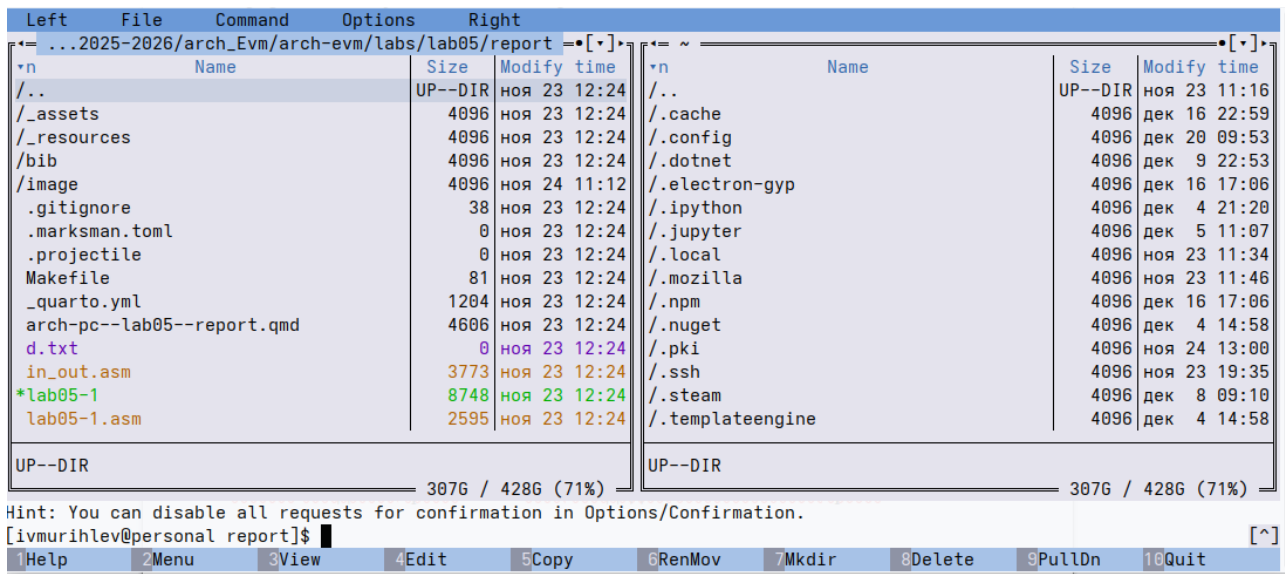 Left File Command Options Right
...2025-2026/arch_Evm/arch-evm/labs/lab05/report
n Name Size Modify time
/.. UP--DIR ноя 23 12:24
/_assets 4096 ноя 23 12:24
/_resources 4096 ноя 23 12:24
/bib 4096 ноя 23 12:24
/image 4096 ноя 24 11:12
.gitignore 38 ноя 23 12:24
.marksman.toml 0 ноя 23 12:24
.projectile 0 ноя 23 12:24
Makefile 81 ноя 23 12:24
_quarto.yml 1204 ноя 23 12:24
arch-pc--lab05--report.qmd 4606 ноя 23 12:24
d.txt 0 ноя 23 12:24
in_out.asm 3773 ноя 23 12:24
*lab05-1 8748 ноя 23 12:24
lab05-1.asm 2595 ноя 23 12:24
UP--DIR
307G / 428G (71%)
~
n Name Size Modify time
/.. UP--DIR ноя 23 11:16
/.cache 4096 дек 16 22:59
/.config 4096 дек 20 09:53
/.dotnet 4096 дек 9 22:53
/.electron-gyp 4096 дек 16 17:06
/.ipython 4096 дек 4 21:20
/.jupyter 4096 дек 5 11:07
/.local 4096 ноя 23 11:34
/.mozilla 4096 ноя 23 11:46
/.npm 4096 дек 16 17:06
/.nuget 4096 дек 4 14:58
/.pki 4096 ноя 24 13:00
/.ssh 4096 ноя 23 19:35
/.steam 4096 дек 8 09:10
/.templateengine 4096 дек 4 14:58
UP--DIR
307G / 428G (71%)
Hint: You can disable all requests for confirmation in Options/Confirmation.
[ivmurihlev@personal report]$ [^]
1Help 2Menu 3View 4Edit 5Copy 6RenMov 7Mkdir 8Delete 9PullDn 10Quit